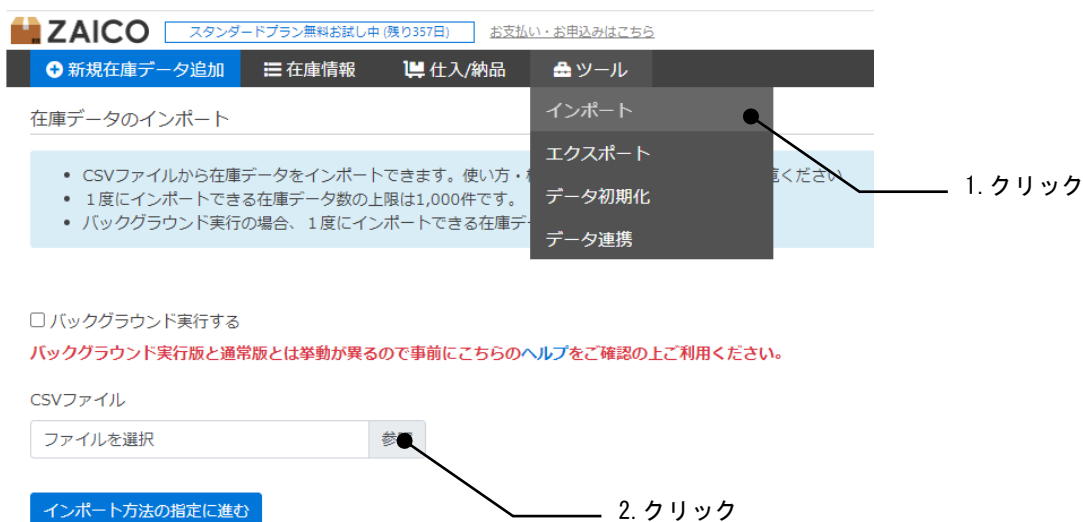 ZAICO スタンダードプラン無料お試し中(残り357日) お支払い・お申込みはこちら
新規在庫データ追加 在庫情報 仕入/納品 ツール
在庫データのインポート
インポート
エクスポート
データ初期化
データ連携
CSVファイルから在庫データをインポートできます。使い方・ ください
1度にインポートできる在庫データ数の上限は1,000件です。
バックグラウンド実行の場合、1度にインポートできる在庫デー
1.クリック
バックグラウンド実行する
バックグラウンド実行版と通常版とは挙動が異るので事前にこちらのヘルプをご確認の上ご利用ください。
CSVファイル
ファイルを選択
インポート方法の指定に進む
2.クリック